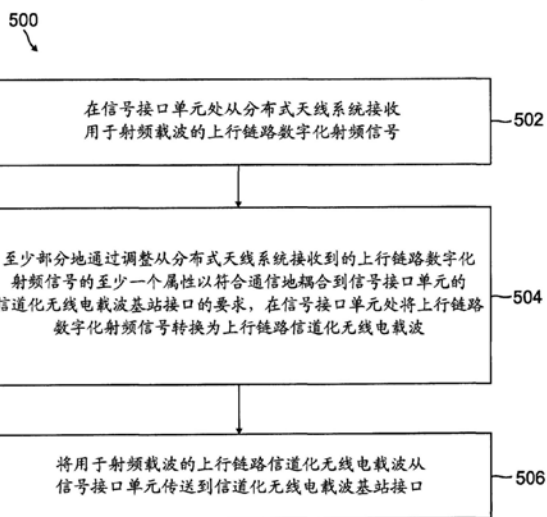 500
在信号接口单元处从分布式天线系统接收
用于射频载波的上行链路数字化射频信号
502
至少部分地通过调整从分布式天线系统接收到的上行链路数字化
射频信号的至少一个属性以符合通信地耦合到信号接口单元的
信道化无线电载波基站接口的要求，在信号接口单元处将上行链路
数字化射频信号转换为上行链路信道化无线电载波
504
将用于射频载波的上行链路信道化无线电载波从
信号接口单元传送到信道化无线电载波基站接口
506